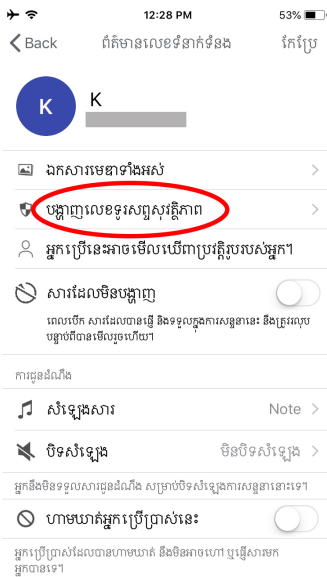 12:28 PM
53%
Back
ព័ត៌មានលេខទំនាក់ទំនង
កែប្រែ
K
K
ឯកសារមេឌាទាំងអស់
បង្ហាញលេខទូរសព្ទសុវត្ថិភាព
អ្នកប្រើនេះអាចមើលឃើញប្រវត្តិរូបរបស់អ្នក។
សារដែលមិនបង្ហាញ
ពេលបើក សារដែលបានផ្ញើ និងទទួលក្នុងការសន្ទនានេះ នឹងត្រូវរលុប
បន្ទាប់ពីបានមើលរួចហើយ។
ការជូនដំណឹង
សំឡេងសារ
Note
បិទសំឡេង
មិនបិទសំឡេង
អ្នកនឹងមិនទទួលសារជូនដំណឹង សម្រាប់បិទសំឡេងការសន្ទនានោះទេ។
ហាមឃាត់អ្នកប្រើប្រាស់នេះ
អ្នកប្រើប្រាស់ដែលបានហាមឃាត់ នឹងមិនអាចហៅ ឬផ្ញើសារមក
អ្នកបានទេ។